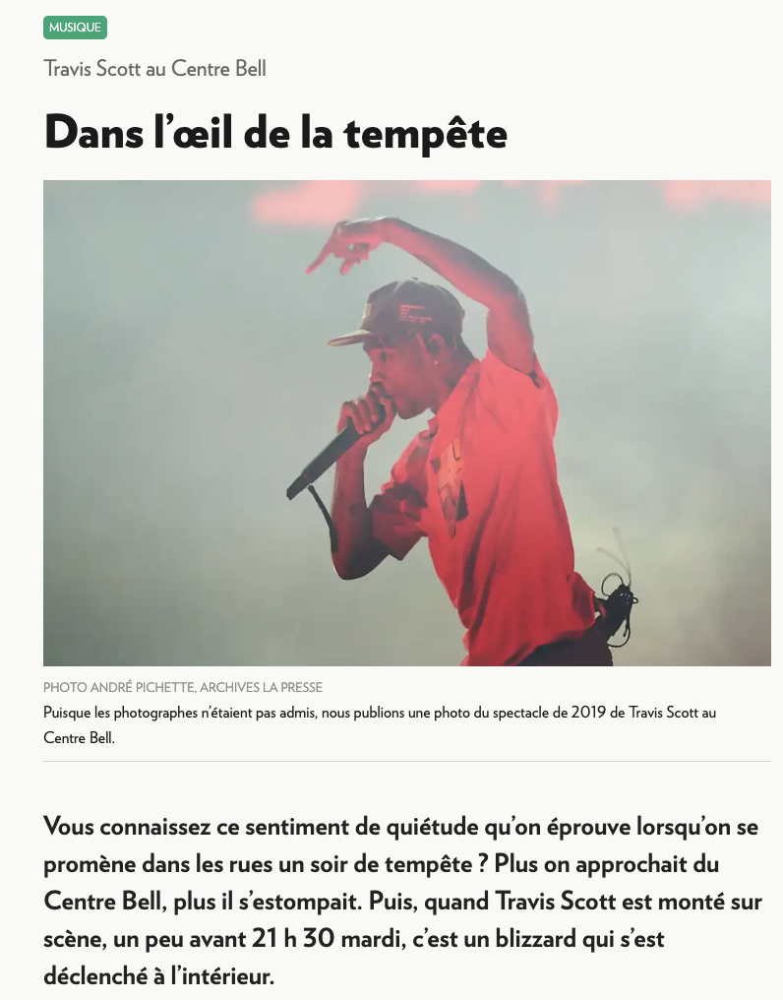 MUSIQUE
Travis Scott au Centre Bell
Dans l’œil de la tempête
PHOTO ANDRÉ PICHETTE, ARCHIVES LA PRESSE
Puisque les photographes n’étaient pas admis, nous publions une photo du spectacle de 2019 de Travis Scott au
Centre Bell.
Vous connaissez ce sentiment de quiétude qu’on éprouve lorsqu’on se
promène dans les rues un soir de tempête ? Plus on approchait du
Centre Bell, plus il s’estompait. Puis, quand Travis Scott est monté sur
scène, un peu avant 21 h 30 mardi, c’est un blizzard qui s’est
déclenché à l’intérieur.